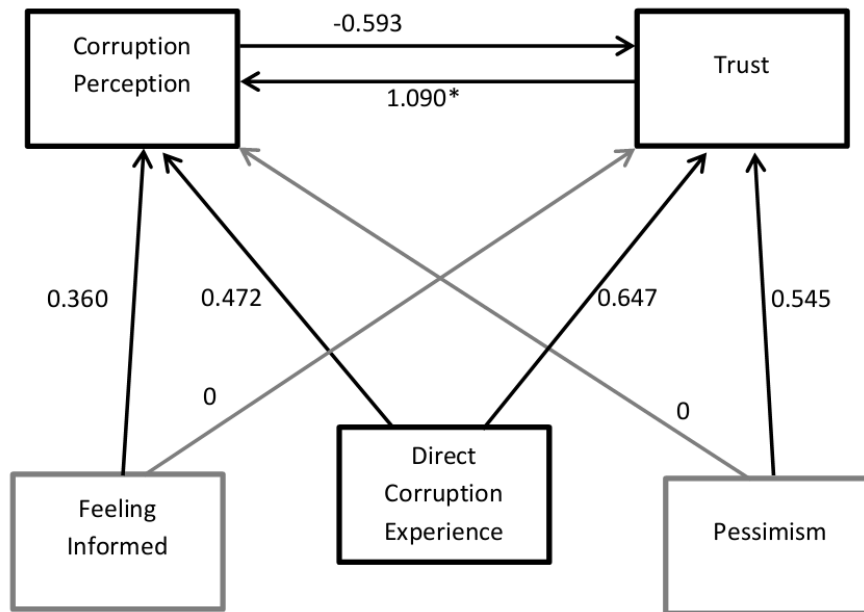 -0.593
Corruption
Perception
Trust
1.090*
0.360
0.472
0.647
0.545
0
0
Direct
Corruption
Experience
Feeling
Informed
Pessimism